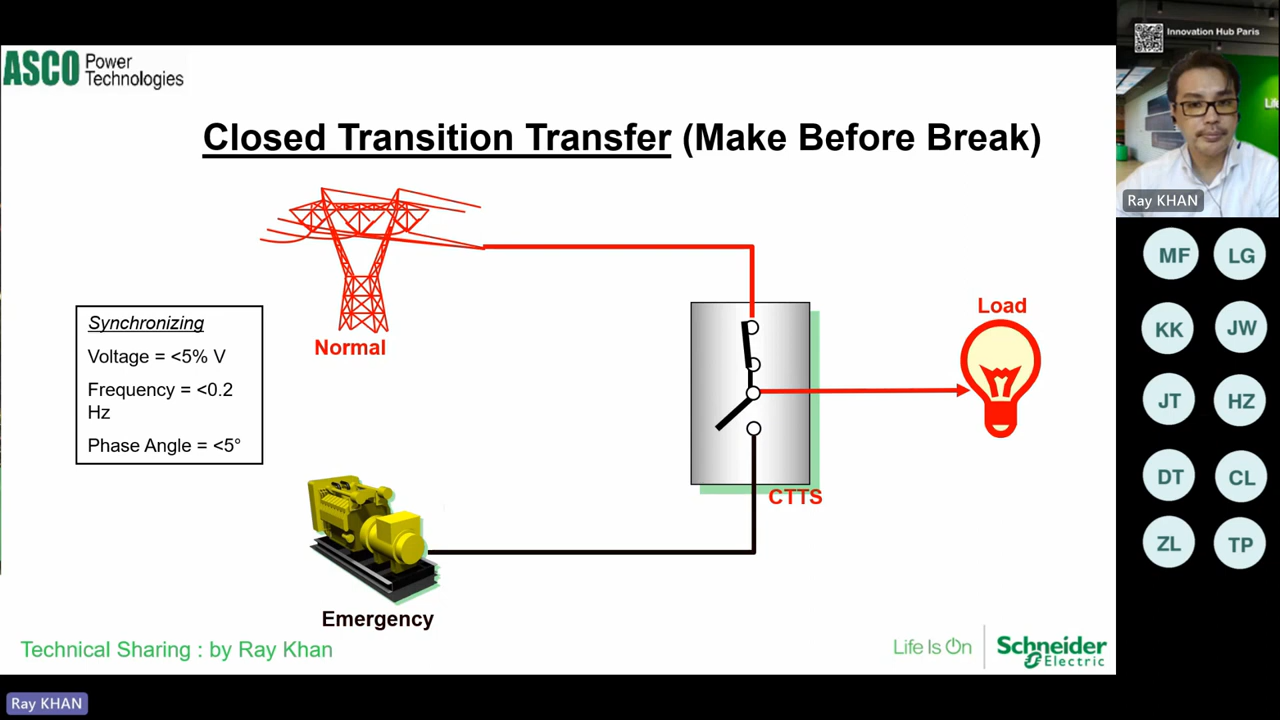 ASCO Power
Technologies
Innovation Hub Paris
Life
Ray KHAN
Closed Transition Transfer (Make Before Break)
Normal
Synchronizing
Voltage = <5% V
Frequency = <0.2
Hz
Phase Angle = <5°
Load
CTTS
Emergency
MF
LG
KK
JW
JT
HZ
DT
CL
ZL
TP
Technical Sharing : by Ray Khan
Life Is On
Schneider
Electric
Ray KHAN